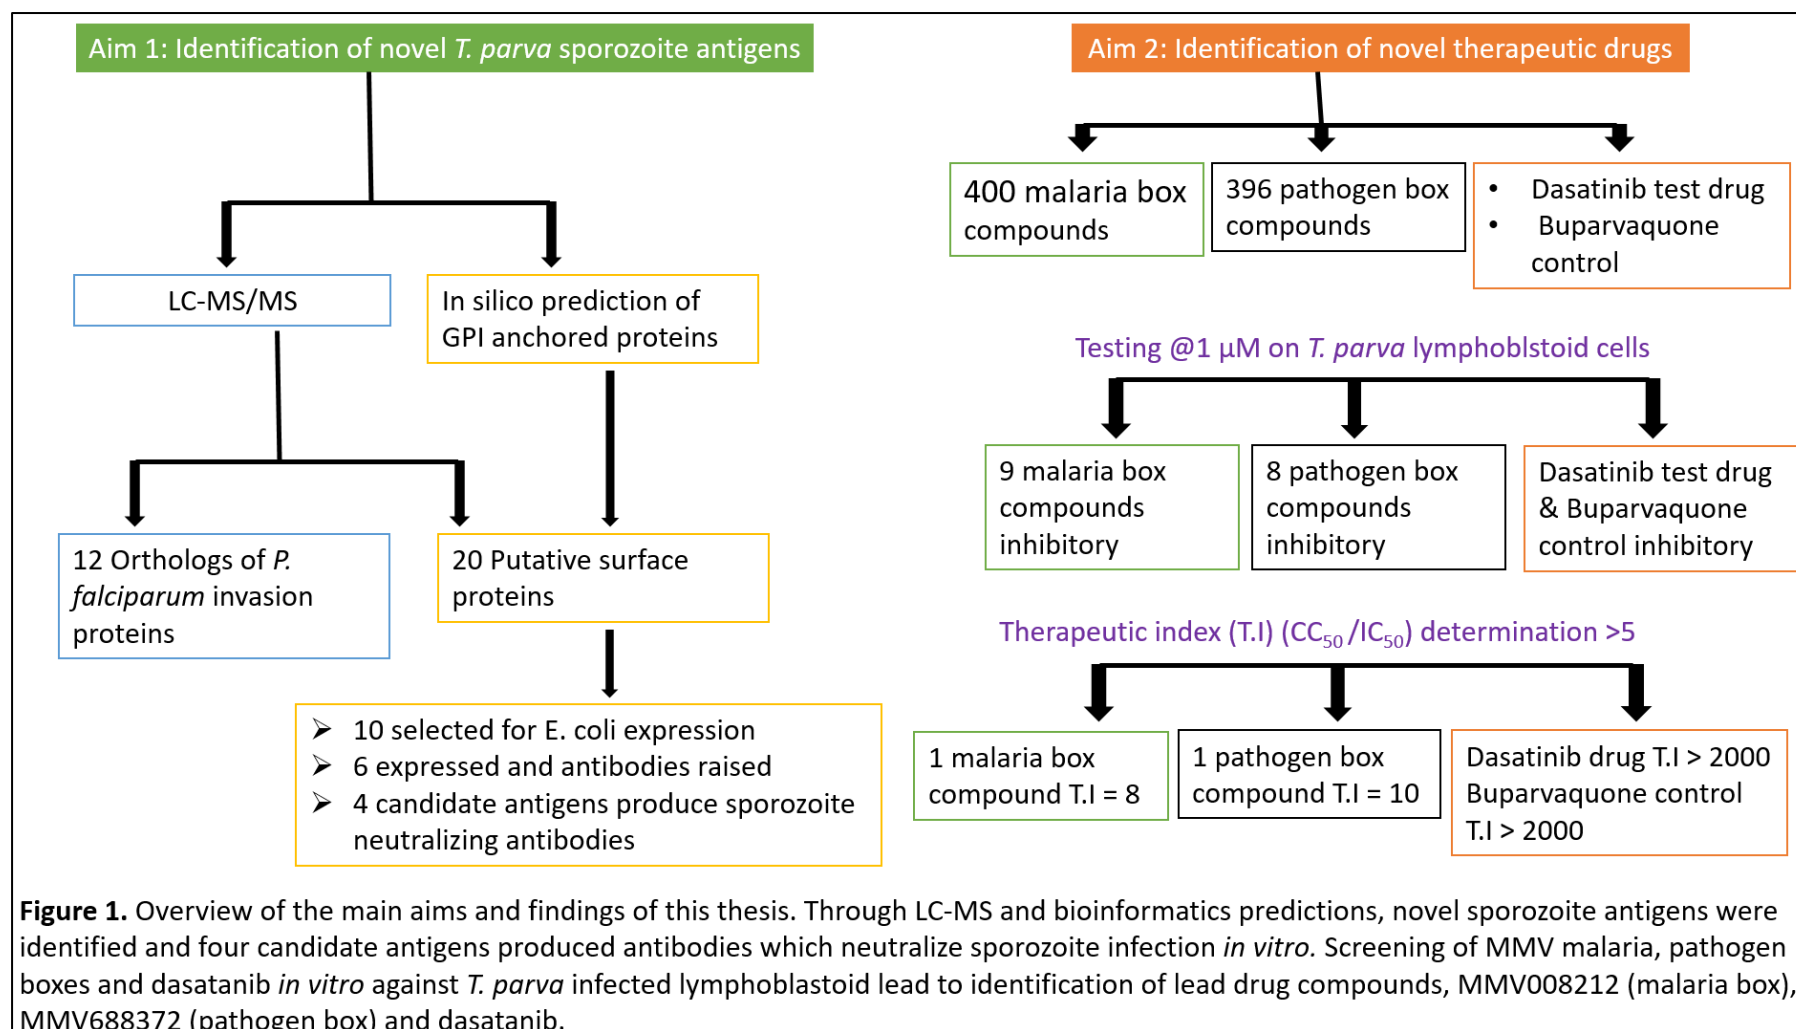 Aim 1: Identification of novel T. parva sporozoite antigens
LC-MS/MS
In silico prediction of
GPI anchored proteins
12 Orthologs of P.
falciparum invasion
proteins
20 Putative surface
proteins
➢ 10 selected for E. coli expression
➢ 6 expressed and antibodies raised
➢ 4 candidate antigens produce sporozoite
neutralizing antibodies
Aim 2: Identification of novel therapeutic drugs
400 malaria box
compounds
396 pathogen box
compounds
• Dasatinib test drug
• Buparvaquone
control
Testing @1 µM on T. parva lymphoblstoid cells
9 malaria box
compounds
inhibitory
8 pathogen box
compounds
inhibitory
Dasatinib test drug
& Buparvaquone
control inhibitory
Therapeutic index (T.I) (CC50 /IC50) determination >5
1 malaria box
compound T.I = 8
1 pathogen box
compound T.I = 10
Dasatinib drug T.I > 2000
Buparvaquone control
T.I > 2000
Figure 1. Overview of the main aims and findings of this thesis. Through LC-MS and bioinformatics predictions, novel sporozoite antigens were
identified and four candidate antigens produced antibodies which neutralize sporozoite infection in vitro. Screening of MMV malaria, pathogen
boxes and dasatanib in vitro against T. parva infected lymphoblastoid lead to identification of lead drug compounds, MMV008212 (malaria box),
MMV688372 (pathogen box) and dasatanib.